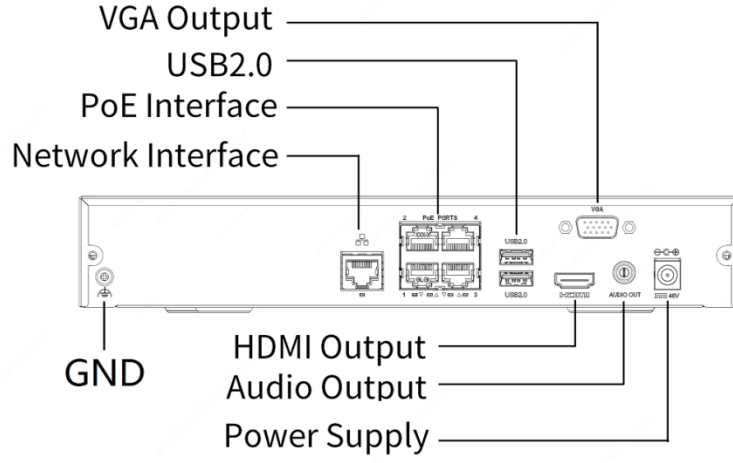 VGA Output
USB2.0
PoE Interface
Network Interface
VGA
2 PoE PORTS 4
USB2.0
1 3
USB2.0
HDMI
AUDIO OUT
48V
GND
HDMI Output
Audio Output
Power Supply